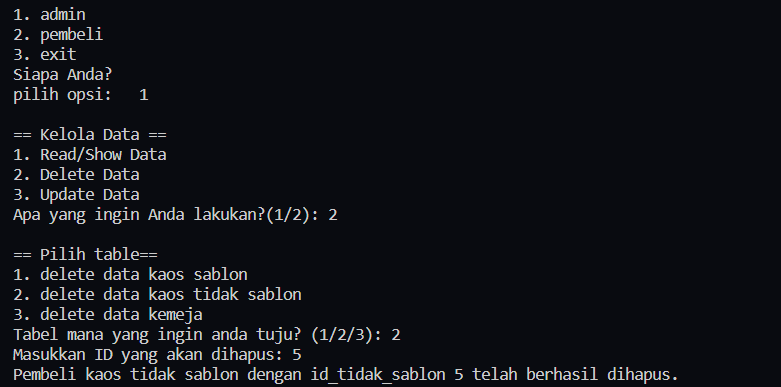 1. admin
2. pembeli
3. exit
Siapa Anda?
pilih opsi:   1
== Kelola Data ==
1. Read/Show Data
2. Delete Data
3. Update Data
Apa yang ingin Anda lakukan?(1/2): 2
== Pilih table==
1. delete data kaos sablon
2. delete data kaos tidak sablon
3. delete data kemeja
Tabel mana yang ingin anda tuju? (1/2/3): 2
Masukkan ID yang akan dihapus: 5
Pembeli kaos tidak sablon dengan id_tidak_sablon 5 telah berhasil dihapus.